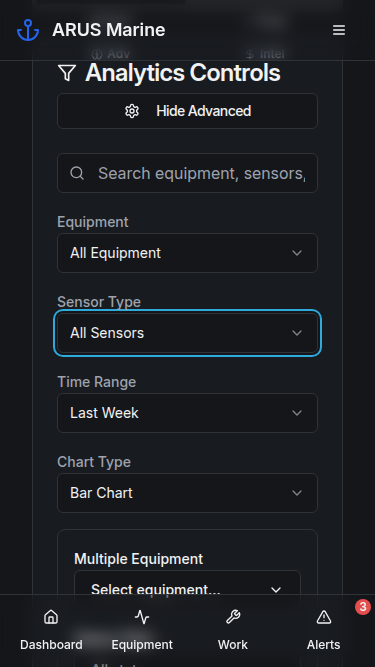 ARUS Marine
Adv
$ Intel
Analytics Controls
Hide Advanced
Search equipment, sensors,
Equipment
All Equipment
Sensor Type
All Sensors
Time Range
Last Week
Chart Type
Bar Chart
Multiple Equipment
Select equipment...
3
Dashboard
Equipment
Work
Alerts